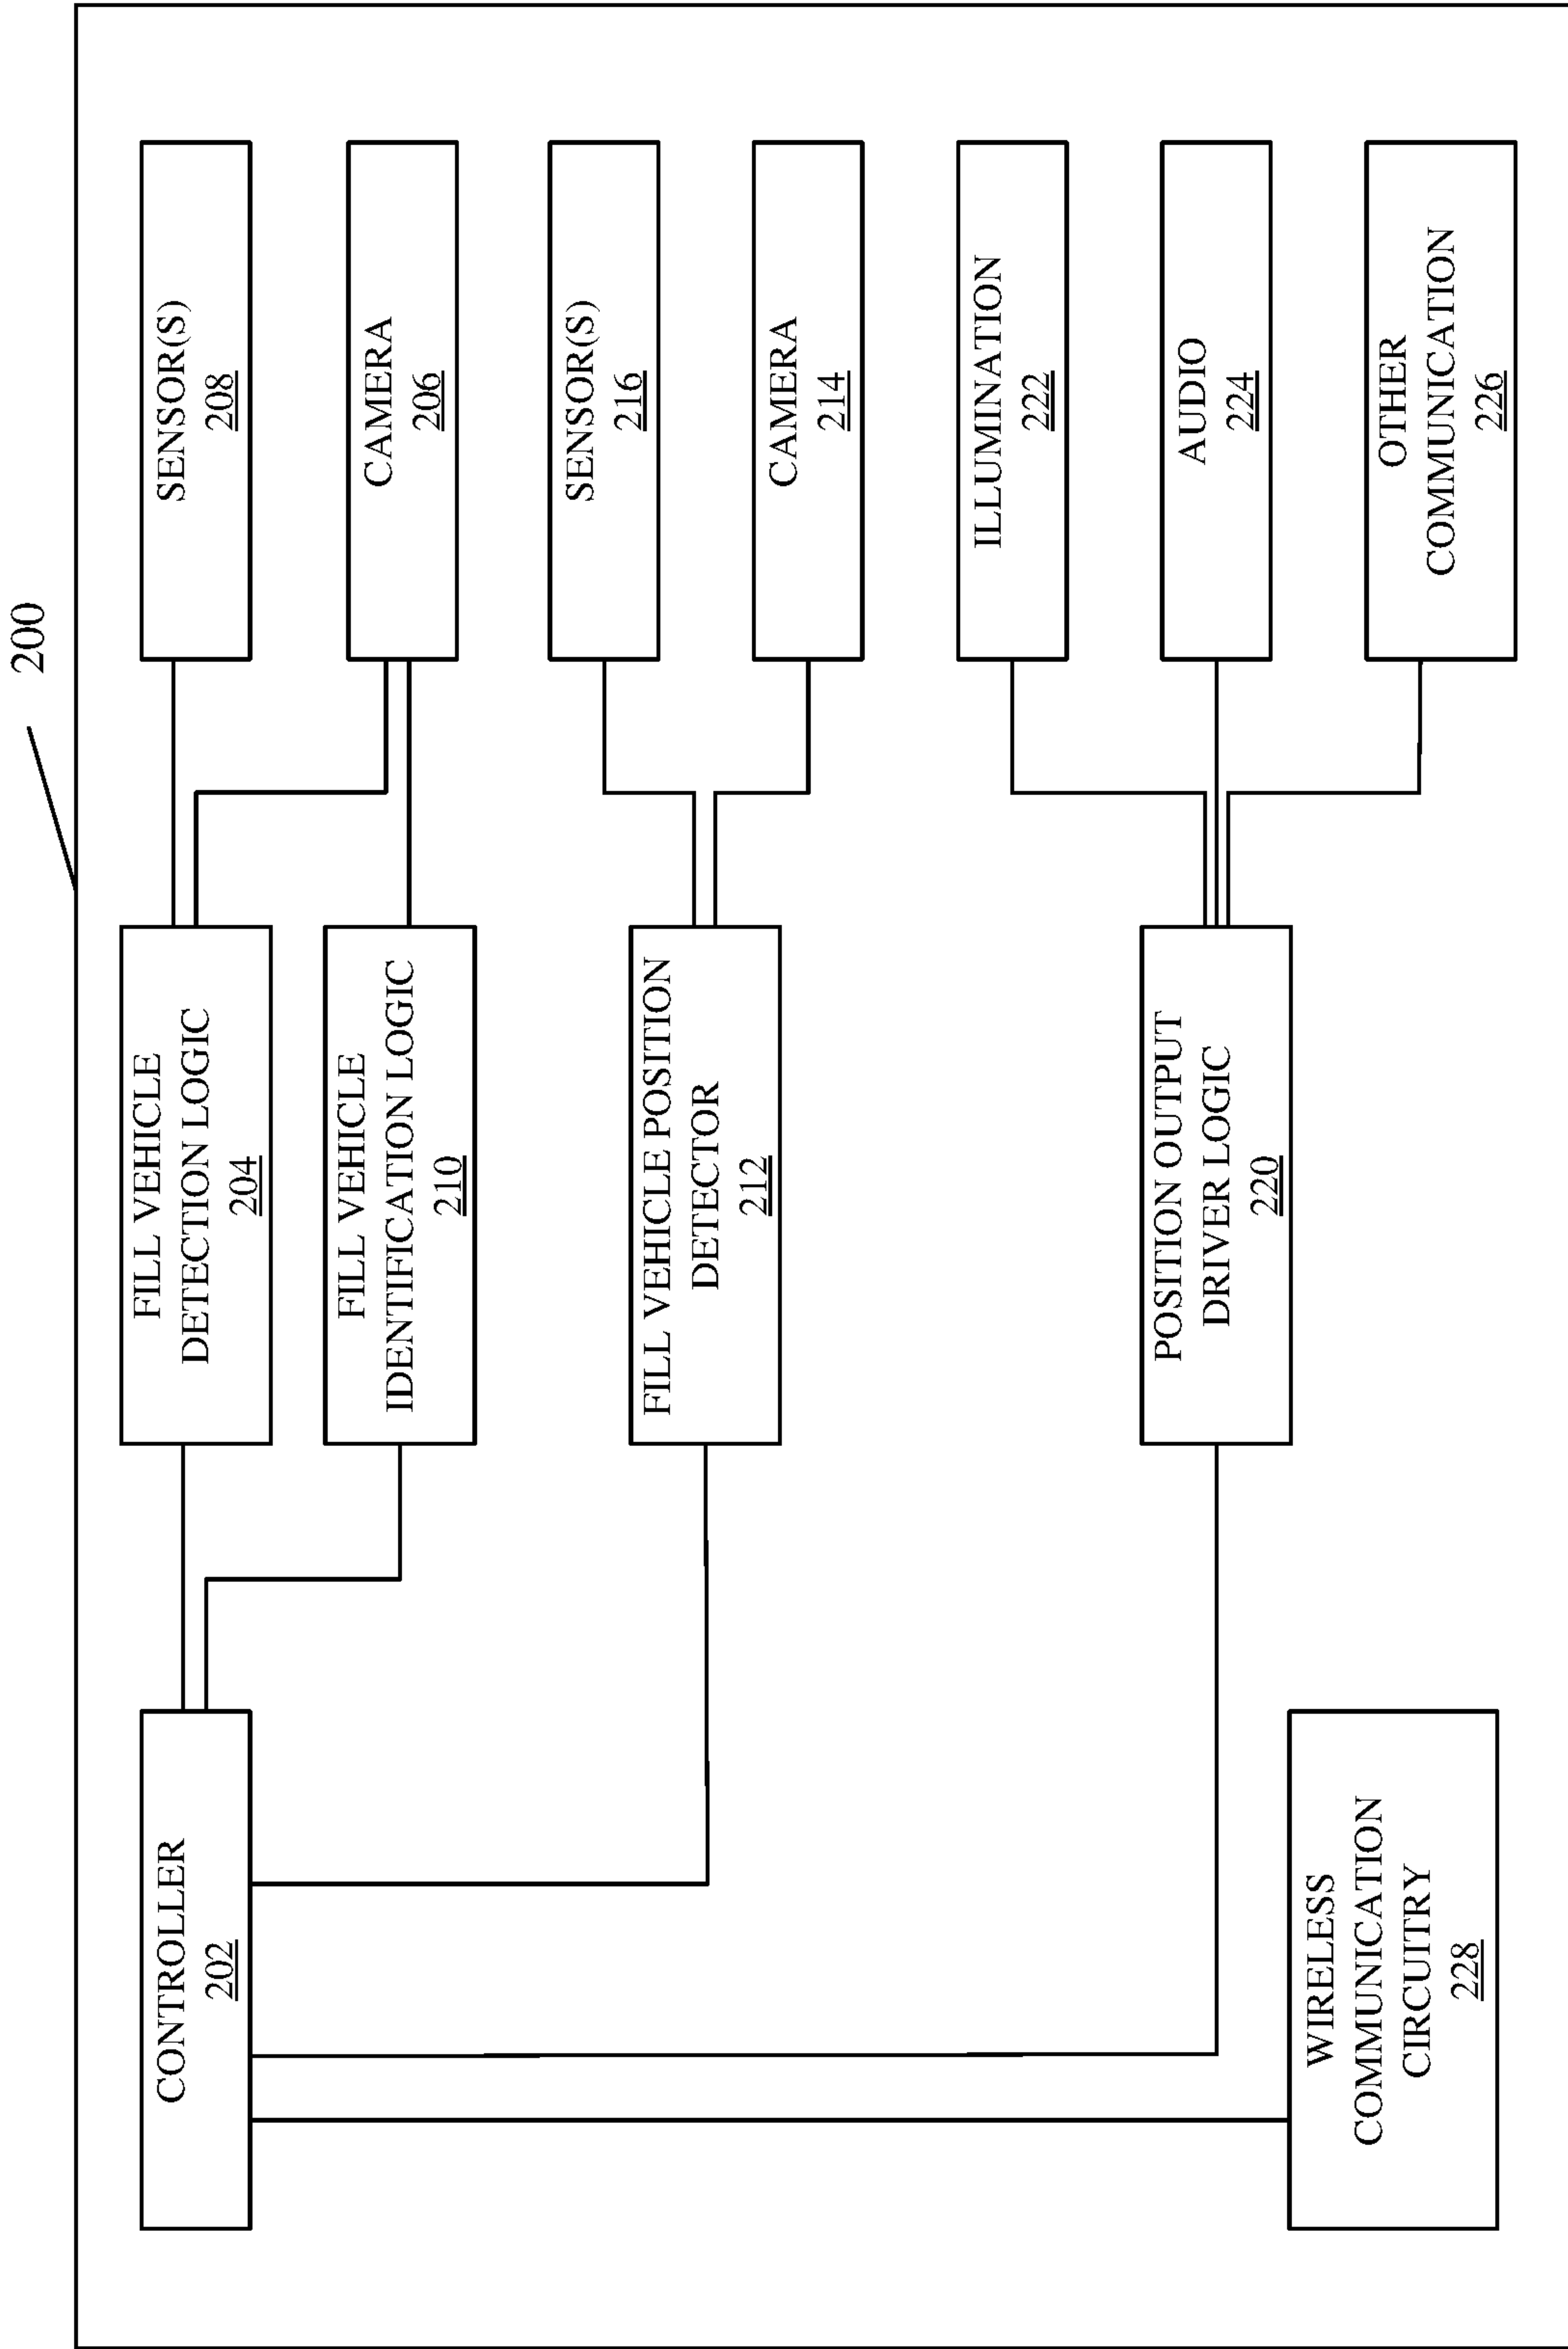 200
CONTROLLER
202
FILL VEHICLE
DETECTION LOGIC
204
SENSOR(S)
208
FILL VEHICLE
IDENTIFICATION LOGIC
210
CAMERA
206
FILL VEHICLE POSITION
DETECTOR
212
SENSOR(S)
216
CAMERA
214
POSITION OUTPUT
DRIVER LOGIC
220
ILLUMINATION
222
AUDIO
224
OTHER
COMMUNICATION
226
WIRELESS
COMMUNICATION
CIRCUITRY
228